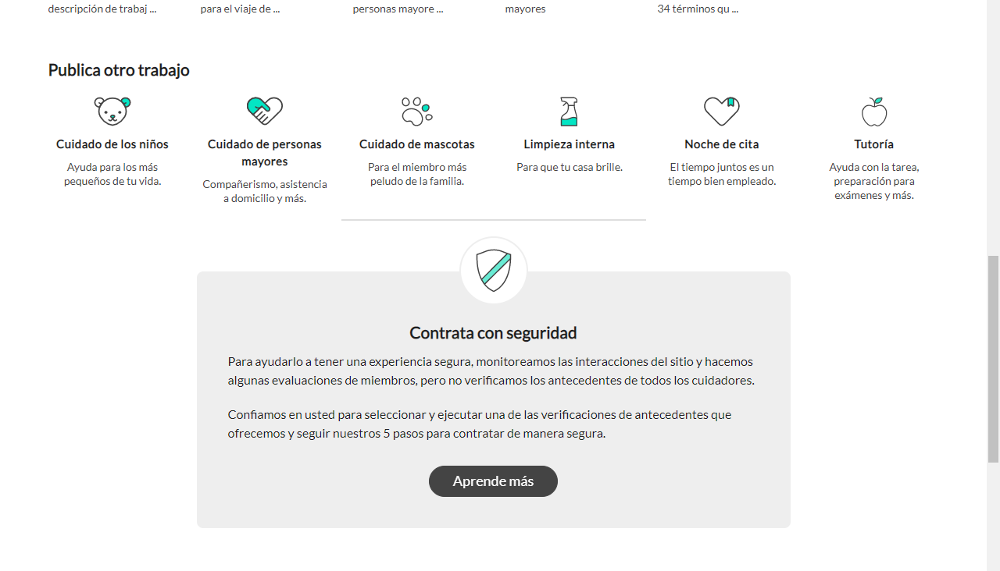 descripción de trabaj ...
para el viaje de ...
personas mayore ...
mayores
34 términos qu ...
Publica otro trabajo
Cuidado de los niños
Ayuda para los más
pequeños de tu vida.
Cuidado de personas
mayores
Compañerismo, asistencia
a domicilio y más.
Cuidado de mascotas
Para el miembro más
peludo de la familia.
Limpieza interna
Para que tu casa brille.
Noche de cita
El tiempo juntos es un
tiempo bien empleado.
Tutoría
Ayuda con la tarea,
preparación para
exámenes y más.
Contrata con seguridad
Para ayudarlo a tener una experiencia segura, monitoreamos las interacciones del sitio y hacemos
algunas evaluaciones de miembros, pero no verificamos los antecedentes de todos los cuidadores.
Confiamos en usted para seleccionar y ejecutar una de las verificaciones de antecedentes que
ofrecemos y seguir nuestros 5 pasos para contratar de manera segura.
Aprende más